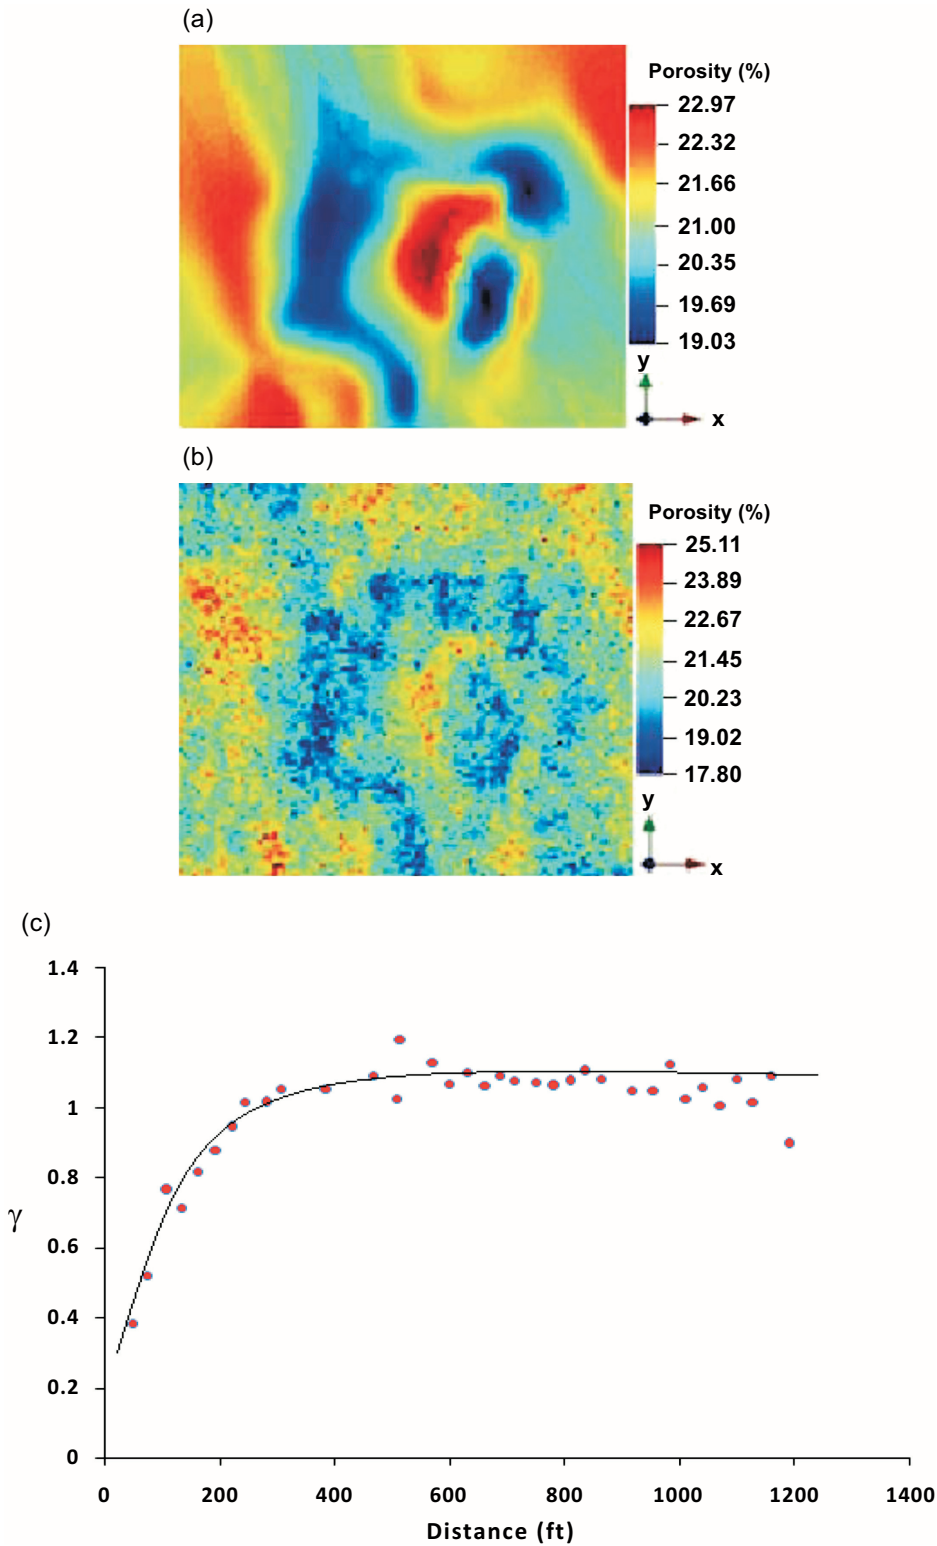 (a)
Porosity (%)
22.97
22.32
21.66
21.00
20.35
19.69
19.03
y
x
(b)
Porosity (%)
25.11
23.89
22.67
21.45
20.23
19.02
17.80
y
x
(c)
1.4
1.2
1
0.8
0.6
0.4
0.2
0
γ
0 200 400 600 800 1000 1200 1400
Distance (ft)